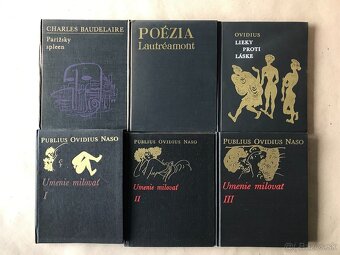 CHARLES BAUDELAIRE
Parížsky
spleen
POÉZIA
Lautréamont
OVIDIUS
LIEKY
PROTI
LÁSKE
PUBLIUS OVIDIUS NASO
Umenie milovať
I
PUBLIUS OVIDIUS NASO
Umenie milovať
II
PUBLIUS OVIDIUS NASO
Umenie milovať
III